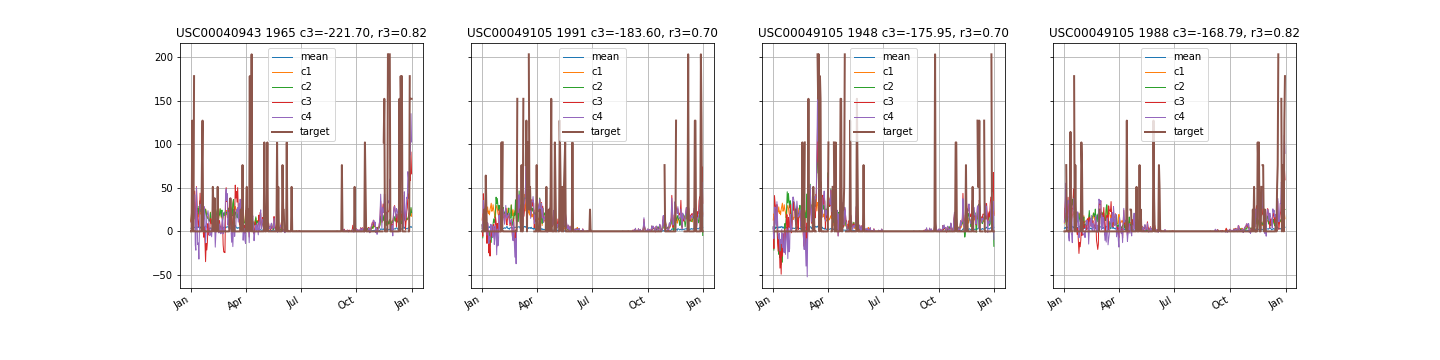 USC00040943 1965 c3=-221.70, r3=0.82
USC00049105 1991 c3=-183.60, r3=0.70
USC00049105 1948 c3=-175.95, r3=0.70
USC00049105 1988 c3=-168.79, r3=0.82
200
150
100
50
0
−50
mean
c1
c2
c3
c4
target
mean
c1
c2
c3
c4
target
mean
c1
c2
c3
c4
target
mean
c1
c2
c3
c4
target
Jan Apr Jul Oct Jan
Jan Apr Jul Oct Jan
Jan Apr Jul Oct Jan
Jan Apr Jul Oct Jan